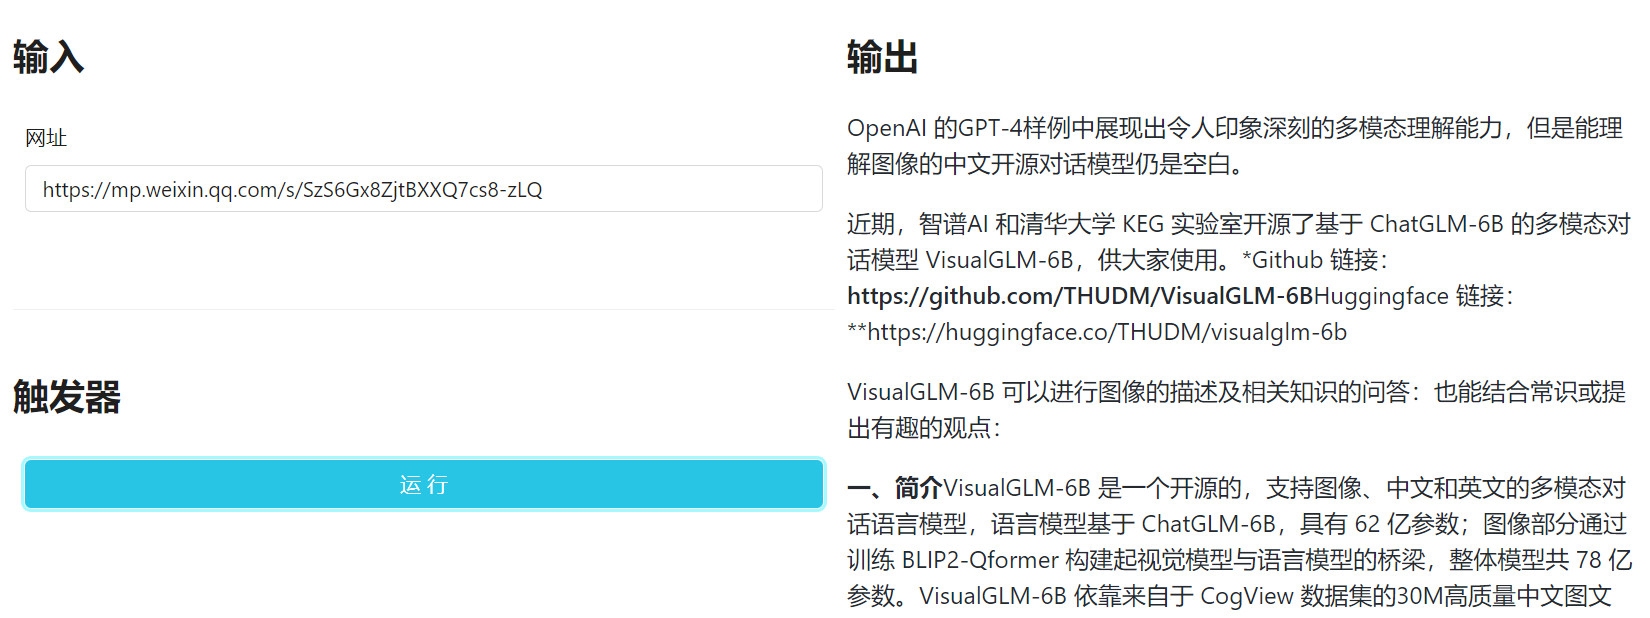 输入
网址
https://mp.weixin.qq.com/s/SzS6Gx8ZjtBXXQ7cs8-zLQ
触发器
运 行
输出
OpenAI 的GPT-4样例中展现出令人印象深刻的多模态理解能力，但是能理
解图像的中文开源对话模型仍是空白。
近期，智谱AI 和清华大学 KEG 实验室开源了基于 ChatGLM-6B 的多模态对
话模型 VisualGLM-6B，供大家使用。*Github 链接：
https://github.com/THUDM/VisualGLM-6BHuggingface 链接：
**https://huggingface.co/THUDM/visualglm-6b
VisualGLM-6B 可以进行图像的描述及相关知识的问答：也能结合常识或提
出有趣的观点：
一、简介VisualGLM-6B 是一个开源的，支持图像、中文和英文的多模态对
话语言模型，语言模型基于 ChatGLM-6B，具有 62 亿参数；图像部分通过
训练 BLIP2-Qformer 构建起视觉模型与语言模型的桥梁，整体模型共 78 亿
参数。VisualGLM-6B 依靠来自于 CogView 数据集的30M高质量中文图文